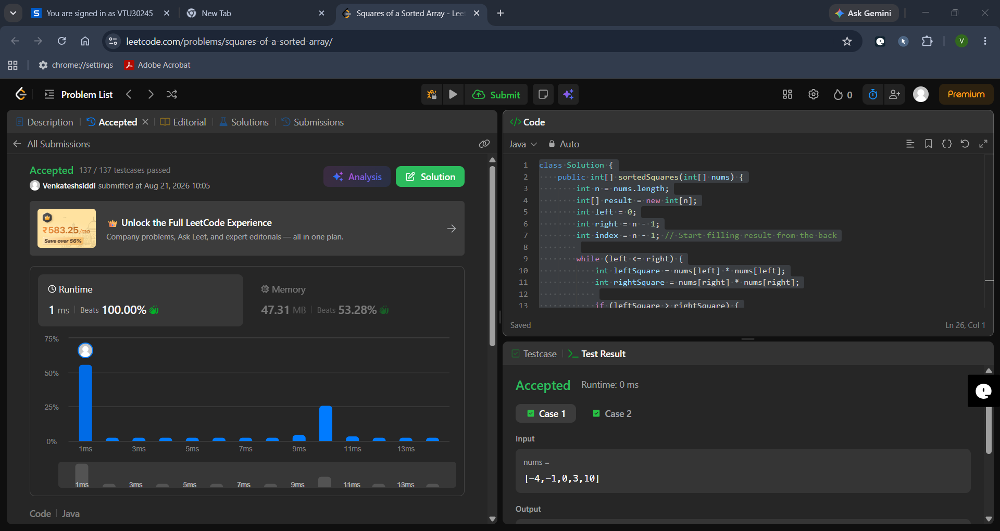 You are signed in as VTU30245
New Tab
Squares of a Sorted Array - Lee
Ask Gemini
leetcode.com/problems/squares-of-a-sorted-array/
V
chrome://settings
Adobe Acrobat
Problem List
Submit
0
Premium
Description
Accepted
Editorial
Solutions
Submissions
All Submissions
Accepted 137 / 137 testcases passed
Venkateshsiddi submitted at Aug 21, 2026 10:05
Analysis
Solution
₹583.25/mo
Save over 56%
Unlock the Full LeetCode Experience
Company problems, Ask Leet, and expert editorials — all in one plan.
Runtime
1 ms Beats 100.00%
Memory
47.31 MB Beats 53.28%
75%
50%
25%
0%
1ms 3ms 5ms 7ms 9ms 11ms 13ms
1ms 3ms 5ms 7ms 9ms 11ms 13ms
Code Java
</> Code
Java Auto
1 class Solution {
2 public int[] sortedSquares(int[] nums) {
3 int n = nums.length;
4 int[] result = new int[n];
5 int left = 0;
6 int right = n - 1;
7 int index = n - 1; // Start filling result from the back
8
9 while (left <= right) {
10 int leftSquare = nums[left] * nums[left];
11 int rightSquare = nums[right] * nums[right];
12
13 if (leftSquare > rightSquare) {
Saved
Ln 26, Col 1
Testcase
Test Result
Accepted Runtime: 0 ms
Case 1
Case 2
Input
nums =
[-4,-1,0,3,10]
Output